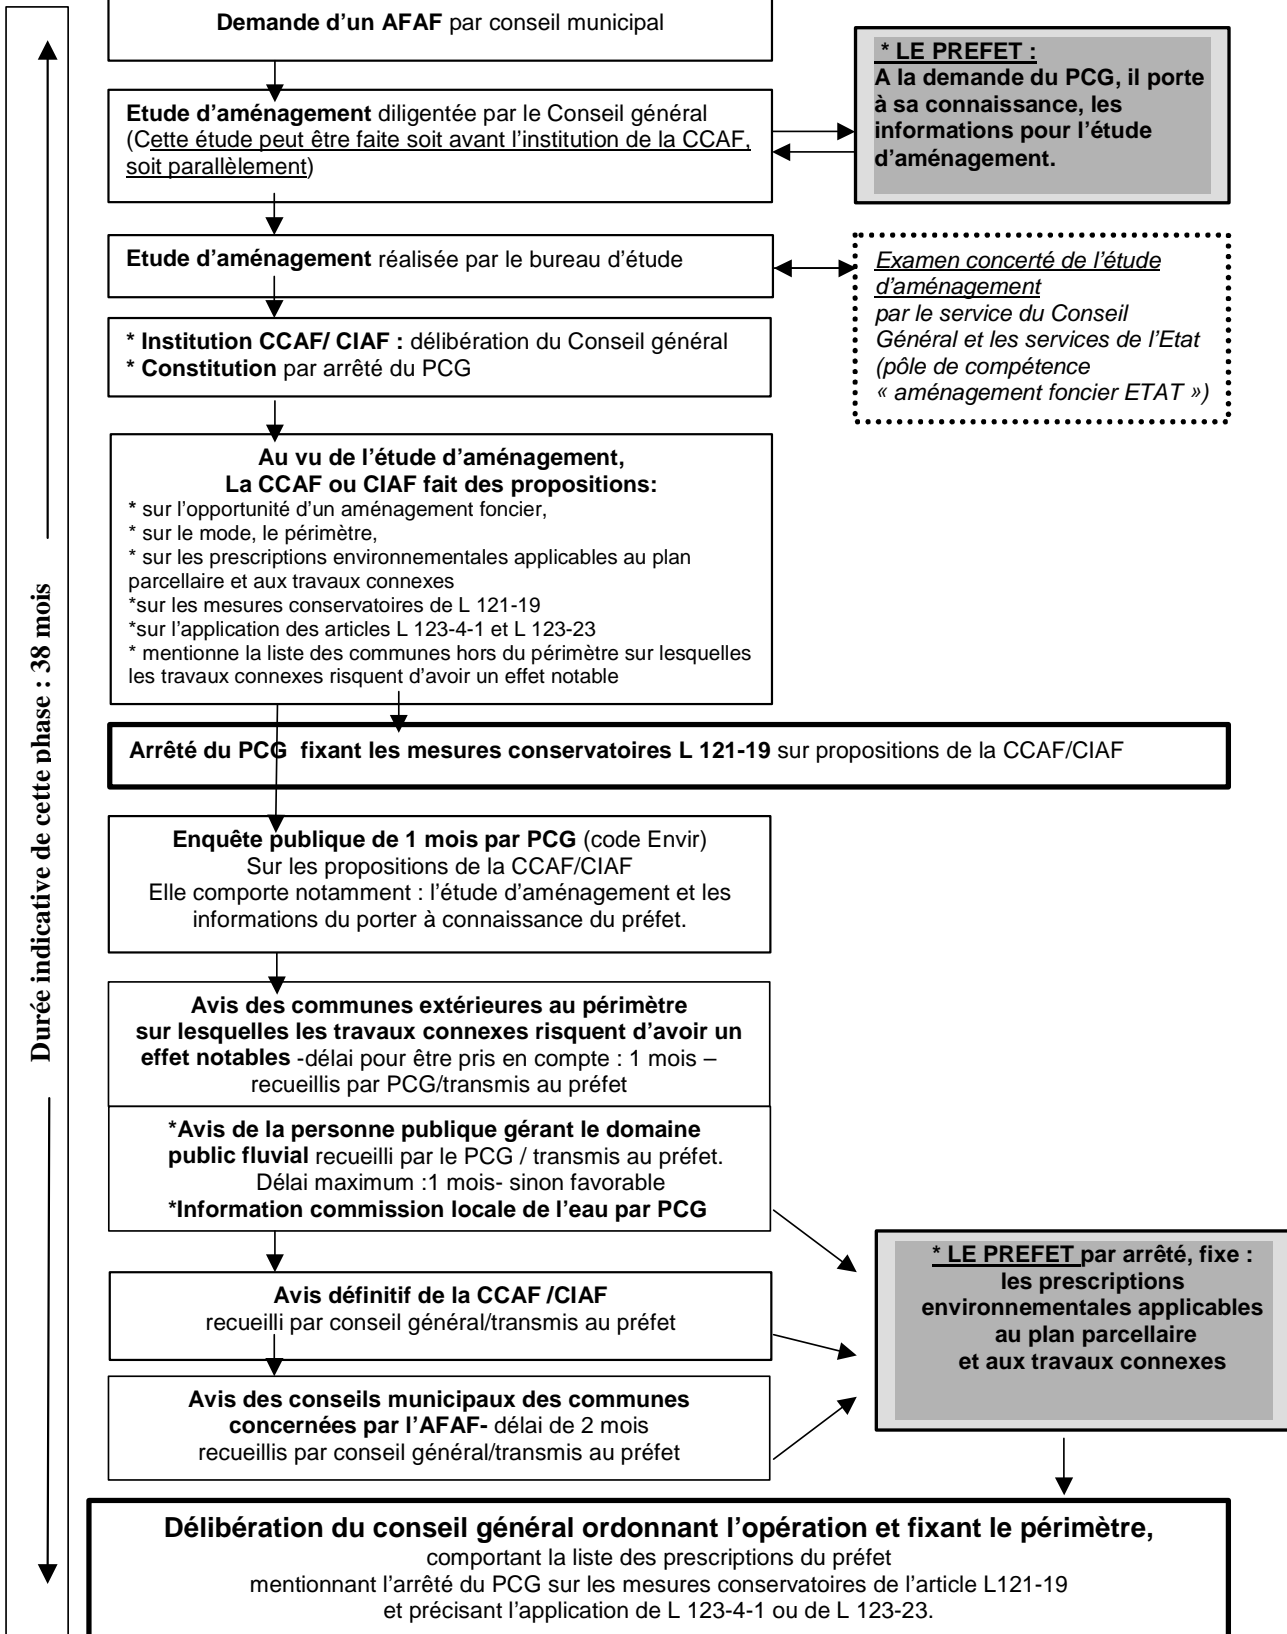 Demande d'un AFAF par conseil municipal
* LE PREFET :
A la demande du PCG, il porte
à sa connaissance, les
informations pour l'étude
d'aménagement.
Etude d'aménagement diligentée par le Conseil général
(Cette étude peut être faite soit avant l'institution de la CCAF,
soit parallèlement)
Etude d'aménagement réalisée par le bureau d'étude
Examen concerté de l'étude
d'aménagement
par le service du Conseil
Général et les services de l'Etat
(pôle de compétence
« aménagement foncier ETAT »)
* Institution CCAF/ CIAF : délibération du Conseil général
* Constitution par arrêté du PCG
Au vu de l'étude d'aménagement,
La CCAF ou CIAF fait des propositions:
* sur l'opportunité d'un aménagement foncier,
* sur le mode, le périmètre,
* sur les prescriptions environnementales applicables au plan
parcellaire et aux travaux connexes
*sur les mesures conservatoires de L 121-19
*sur l'application des articles L 123-4-1 et L 123-23
* mentionne la liste des communes hors du périmètre sur lesquelles
les travaux connexes risquent d'avoir un effet notable
Durée indicative de cette phase : 38 mois
Arrêté du PCG fixant les mesures conservatoires L 121-19 sur propositions de la CCAF/CIAF
Enquête publique de 1 mois par PCG (code Envir)
Sur les propositions de la CCAF/CIAF
Elle comporte notamment : l'étude d'aménagement et les
informations du porter à connaissance du préfet.
Avis des communes extérieures au périmètre
sur lesquelles les travaux connexes risquent d'avoir un
effet notables -délai pour être pris en compte : 1 mois –
recueillis par PCG/transmis au préfet
*Avis de la personne publique gérant le domaine
public fluvial recueilli par le PCG / transmis au préfet.
Délai maximum :1 mois- sinon favorable
*Information commission locale de l'eau par PCG
* LE PREFET par arrêté, fixe :
les prescriptions
environnementales applicables
au plan parcellaire
et aux travaux connexes
Avis définitif de la CCAF /CIAF
recueilli par conseil général/transmis au préfet
Avis des conseils municipaux des communes
concernées par l'AFAF- délai de 2 mois
recueillis par conseil général/transmis au préfet
Délibération du conseil général ordonnant l'opération et fixant le périmètre,
comportant la liste des prescriptions du préfet
mentionnant l'arrêté du PCG sur les mesures conservatoires de l'article L121-19
et précisant l'application de L 123-4-1 ou de L 123-23.